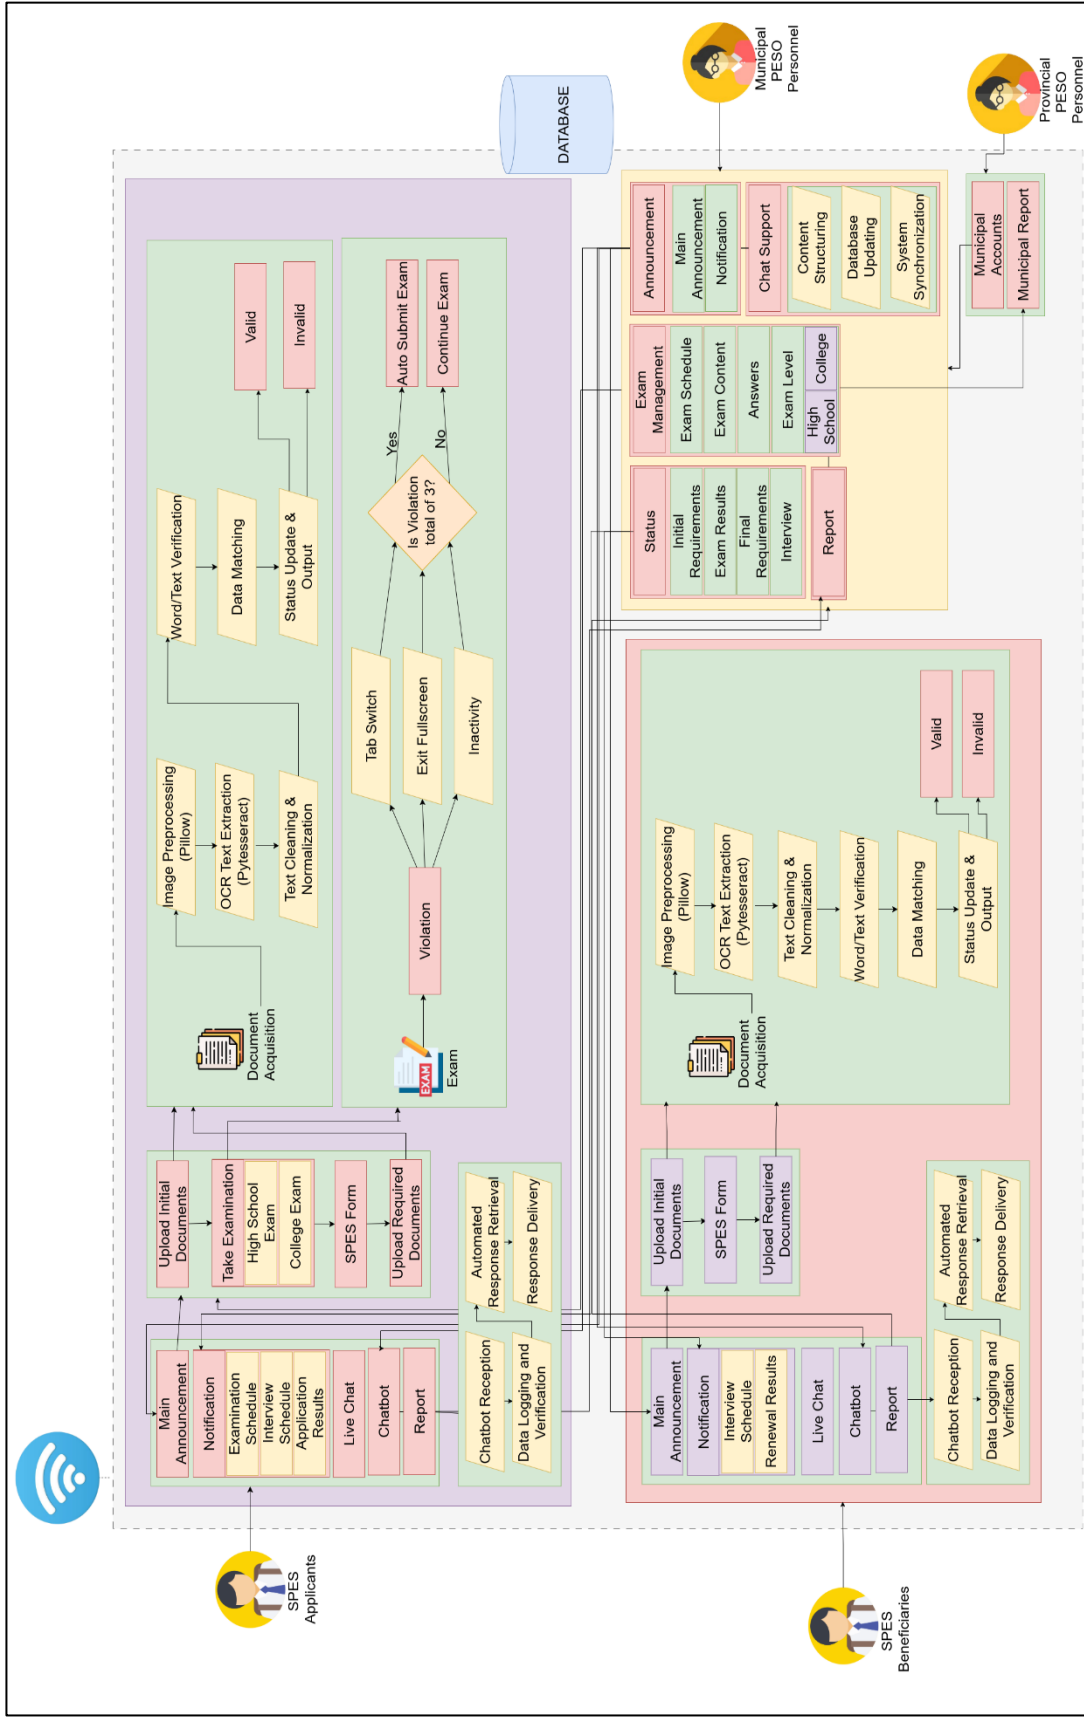 SPES
Applicants
Main
Announcement
Notification
Examination
Schedule
Interview
Schedule
Application
Results
Live Chat
Chatbot
Report
Upload Initial
Documents
Take Examination
High School
Exam
College Exam
SPES Form
Upload Required
Documents
Chatbot Reception
Data Logging and
Verification
Automated
Response Retrieval
Response Delivery
Document
Acquisition
Image Preprocessing
(Pillow)
OCR Text Extraction
(Pytesseract)
Text Cleaning &
Normalization
Word/Text Verification
Data Matching
Status Update &
Output
Valid
Invalid
EXAM
Exam
Violation
Tab Switch
Exit Fullscreen
Inactivity
Is Violation
total of 3?
Yes
No
Auto Submit Exam
Continue Exam
DATABASE
SPES
Beneficiaries
Main
Announcement
Notification
Interview
Schedule
Renewal Results
Live Chat
Chatbot
Report
Upload Initial
Documents
SPES Form
Upload Required
Documents
Chatbot Reception
Data Logging and
Verification
Automated
Response Retrieval
Response Delivery
Document
Acquisition
Image Preprocessing
(Pillow)
OCR Text Extraction
(Pytesseract)
Text Cleaning &
Normalization
Word/Text Verification
Data Matching
Status Update &
Output
Valid
Invalid
Status
Initial
Requirements
Exam Results
Final
Requirements
Interview
Report
Exam
Management
Exam Schedule
Exam Content
Answers
Exam Level
High
School
College
Announcement
Main
Announcement
Notification
Chat Support
Content
Structuring
Database
Updating
System
Synchronization
Municipal
PESO
Personnel
Municipal
Accounts
Municipal Report
Provincial
PESO
Personnel